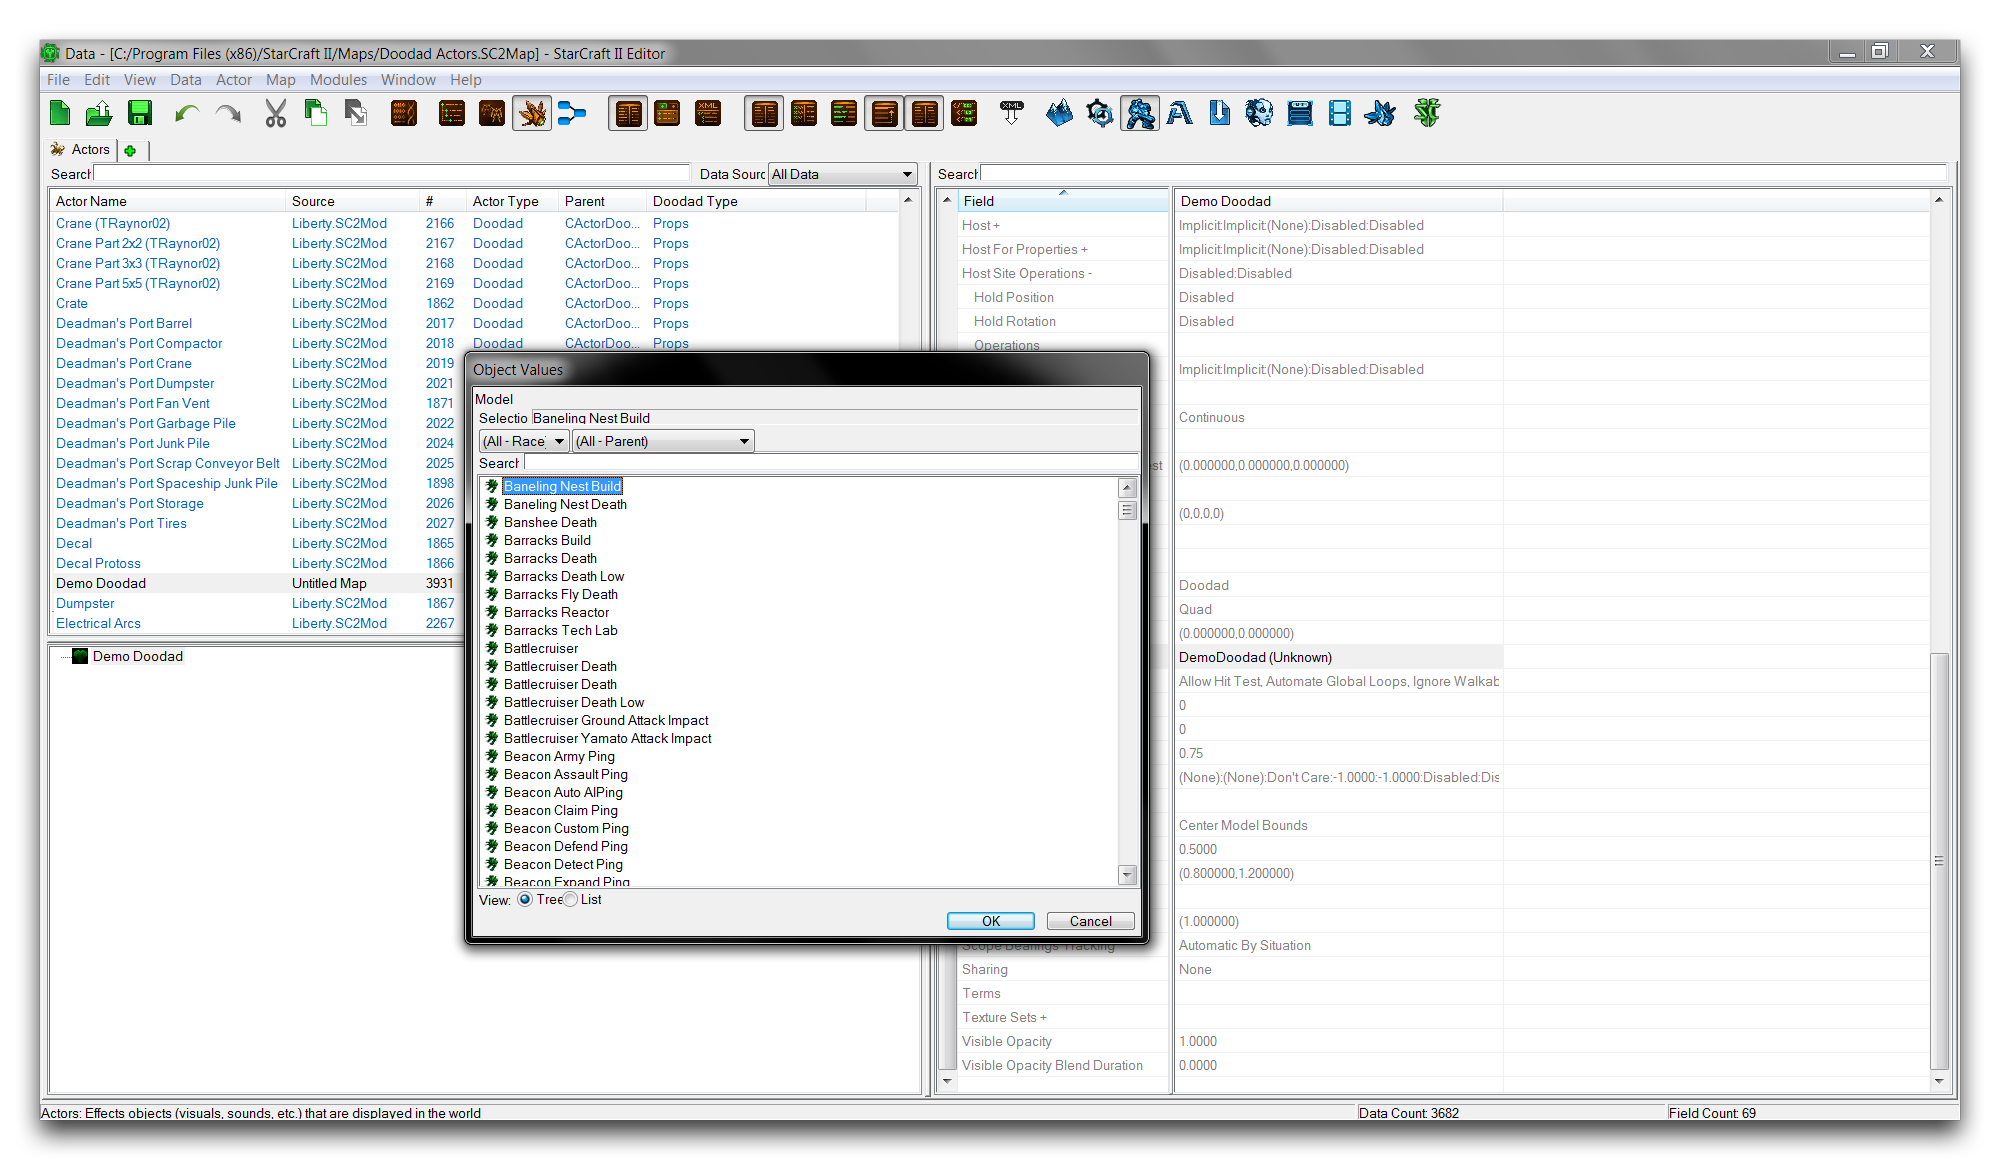 Data - [C:/Program Files (x86)/StarCraft II/Maps/Doodad Actors.SC2Map] - StarCraft II Editor
File Edit View Data Actor Map Modules Window Help
Actors
Search Data Sourc All Data
Actor Name Source # Actor Type Parent Doodad Type
Crane (TRaynor02) Liberty.SC2Mod 2166 Doodad CActorDoo... Props
Crane Part 2x2 (TRaynor02) Liberty.SC2Mod 2167 Doodad CActorDoo... Props
Crane Part 3x3 (TRaynor02) Liberty.SC2Mod 2168 Doodad CActorDoo... Props
Crane Part 5x5 (TRaynor02) Liberty.SC2Mod 2169 Doodad CActorDoo... Props
Crate Liberty.SC2Mod 1862 Doodad CActorDoo... Props
Deadman's Port Barrel Liberty.SC2Mod 2017 Doodad CActorDoo... Props
Deadman's Port Compactor Liberty.SC2Mod 2018 Doodad CActorDoo... Props
Deadman's Port Crane Liberty.SC2Mod 2019
Deadman's Port Dumpster Liberty.SC2Mod 2021
Deadman's Port Fan Vent Liberty.SC2Mod 1871
Deadman's Port Garbage Pile Liberty.SC2Mod 2022
Deadman's Port Junk Pile Liberty.SC2Mod 2024
Deadman's Port Scrap Conveyor Belt Liberty.SC2Mod 2025
Deadman's Port Spaceship Junk Pile Liberty.SC2Mod 1898
Deadman's Port Storage Liberty.SC2Mod 2026
Deadman's Port Tires Liberty.SC2Mod 2027
Decal Liberty.SC2Mod 1865
Decal Protoss Liberty.SC2Mod 1866
Demo Doodad Untitled Map 3931
Dumpster Liberty.SC2Mod 1867
Electrical Arcs Liberty.SC2Mod 2267
Demo Doodad
Object Values
Model
Selectio Baneling Nest Build
(All - Race) (All - Parent)
Search
Baneling Nest Build
Baneling Nest Death
Banshee Death
Barracks Build
Barracks Death
Barracks Death Low
Barracks Fly Death
Barracks Reactor
Barracks Tech Lab
Battlecruiser
Battlecruiser Death
Battlecruiser Death
Battlecruiser Death Low
Battlecruiser Ground Attack Impact
Battlecruiser Yamato Attack Impact
Beacon Army Ping
Beacon Assault Ping
Beacon Auto AIPing
Beacon Claim Ping
Beacon Custom Ping
Beacon Defend Ping
Beacon Detect Ping
Beacon Expand Ping
View: Tree List
OK Cancel
Search
Field Demo Doodad
Host + Implicit:Implicit:(None):Disabled:Disabled
Host For Properties + Implicit:Implicit:(None):Disabled:Disabled
Host Site Operations - Disabled:Disabled
Hold Position Disabled
Hold Rotation Disabled
Operations
Implicit:Implicit:(None):Disabled:Disabled
Continuous
st (0.000000,0.000000,0.000000)
(0,0,0,0)
Doodad
Quad
(0.000000,0.000000)
DemoDoodad (Unknown)
Allow Hit Test, Automate Global Loops, Ignore Walkab
0
0
0.75
(None):(None):Don't Care:-1.0000:-1.0000:Disabled:Dis
Center Model Bounds
0.5000
(0.800000,1.200000)
(1.000000)
Scope Bearings Tracking Automatic By Situation
Sharing None
Terms
Texture Sets +
Visible Opacity 1.0000
Visible Opacity Blend Duration 0.0000
Actors: Effects objects (visuals, sounds, etc.) that are displayed in the world Data Count: 3682 Field Count: 69